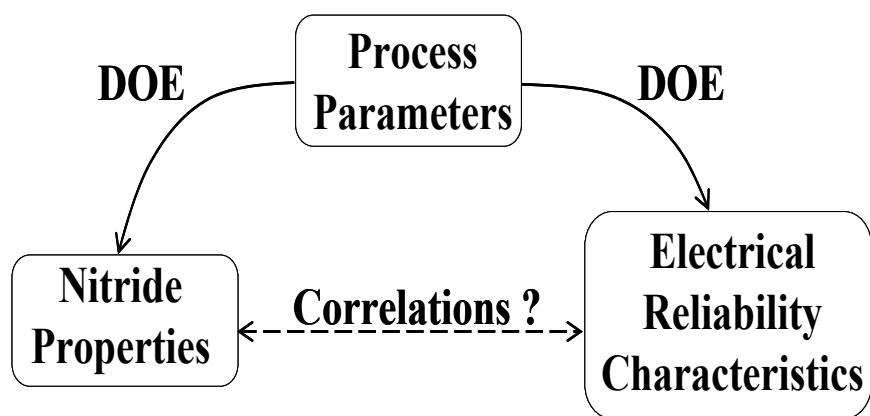 Process
Parameters
DOE
DOE
Nitride
Properties
Correlations ?
Electrical
Reliability
Characteristics